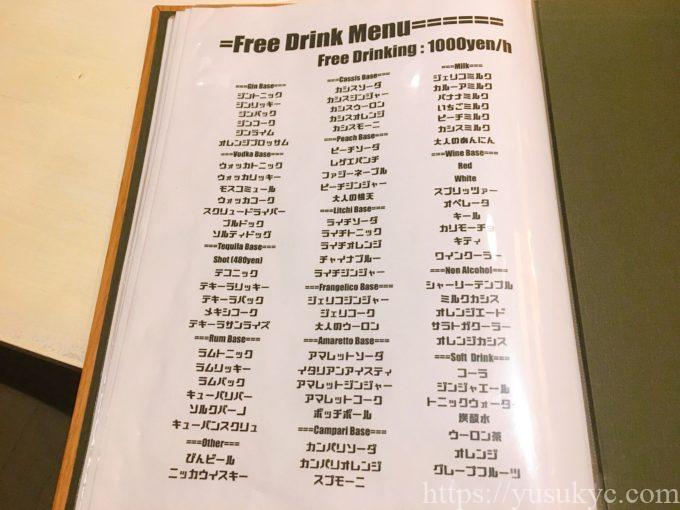 =Free Drink Menu======
Free Drinking : 1000yen/h
===Gin Base===
ジントニック
ジンリッキー
ジンバック
ジンコーク
ジンライム
オレンジブロッサム
===Vodka Base===
ウォッカトニック
ウォッカリッキー
モスコミュール
ウォッカコーク
スクリュードライバー
ブルドック
ソルティドッグ
===Tequila Base===
Shot (480yen)
テコニック
テキーラリッキー
テキーラバック
メキシコーク
テキーラサンライズ
===Rum Base===
ラムトニック
ラムリッキー
ラムバック
キューバリバー
ソルクバーノ
キューバンスクリュ
===Other===
びんビール
ニッカウィスキー
===Cassis Base===
カシスソーダ
カシスジンジャー
カシスウーロン
カシスオレンジ
カシスモーニ
===Peach Base===
ピーチソーダ
レゲエパンチ
ファジーネーブル
ピーチジンジャー
大人の桃天
===Litchi Base===
ライチソーダ
ライチトニック
ライチオレンジ
チャイナブルー
ライチジンジャー
===Frangelico Base===
ジェリコジンジャー
ジェリコーク
大人のウーロン
===Amaretto Base===
アマレットソーダ
イタリアンアイスティ
アマレットジンジャー
アマレットコーク
ボッチボール
===Campari Base===
カンパリソーダ
カンパリオレンジ
スプモーニ
===Milk===
ジェリコミルク
カルーアミルク
バナナミルク
いちごミルク
ピーチミルク
カシスミルク
大人のあんにん
===Wine Base===
Red
White
スプリッツァー
オペレータ
キール
カリモーチョ
キティ
ワインクーラー
===Non Alcohol===
シャーリーテンプル
ミルクカシス
オレンジエード
サラトガクーラー
オレンジカシス
===Soft Drink===
コーラ
ジンジャエール
トニックウォーター
炭酸水
ウーロン茶
オレンジ
グレープフルーツ
https://yusukyc.com/